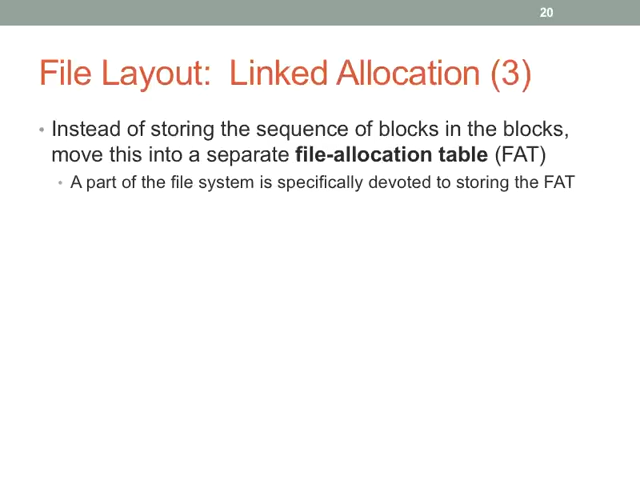 20
File Layout:  Linked Allocation (3)
• Instead of storing the sequence of blocks in the blocks,
move this into a separate file-allocation table (FAT)
• A part of the file system is specifically devoted to storing the FAT